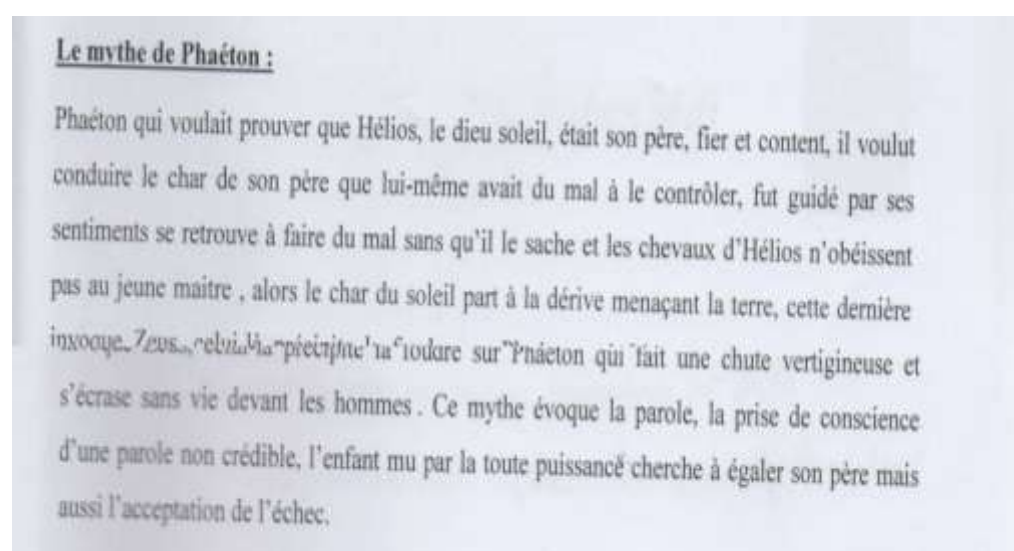 Le mythe de Phaéton :
Phaéton qui voulait prouver que Hélios, le dieu soleil, était son père, fier et content, il voulut
conduire le char de son père que lui-même avait du mal à le contrôler, fut guidé par ses
sentiments se retrouve à faire du mal sans qu'il le sache et les chevaux d'Hélios n'obéissent
pas au jeune maitre , alors le char du soleil part à la dérive menaçant la terre, cette dernière
sur Phaéton qui fait une chute vertigineuse et
s'écrase sans vie devant les hommes . Ce mythe évoque la parole, la prise de conscience
d'une parole non crédible, l'enfant mu par la toute puissance cherche à égaler son père mais
aussi l'acceptation de l'échec.